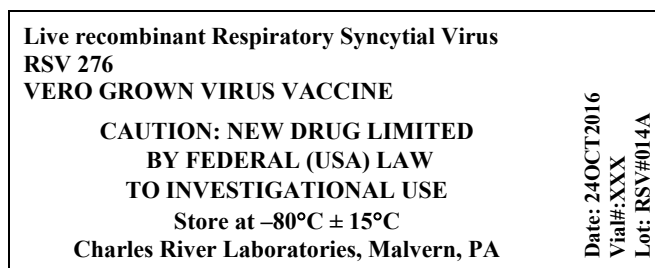 Live recombinant Respiratory Syncytial Virus
RSV 276
VERO GROWN VIRUS VACCINE
CAUTION: NEW DRUG LIMITED
BY FEDERAL (USA) LAW
TO INVESTIGATIONAL USE
Store at –80°C ± 15°C
Charles River Laboratories, Malvern, PA
Date: 24OCT2016
Vial#:XXX
Lot: RSV#014A